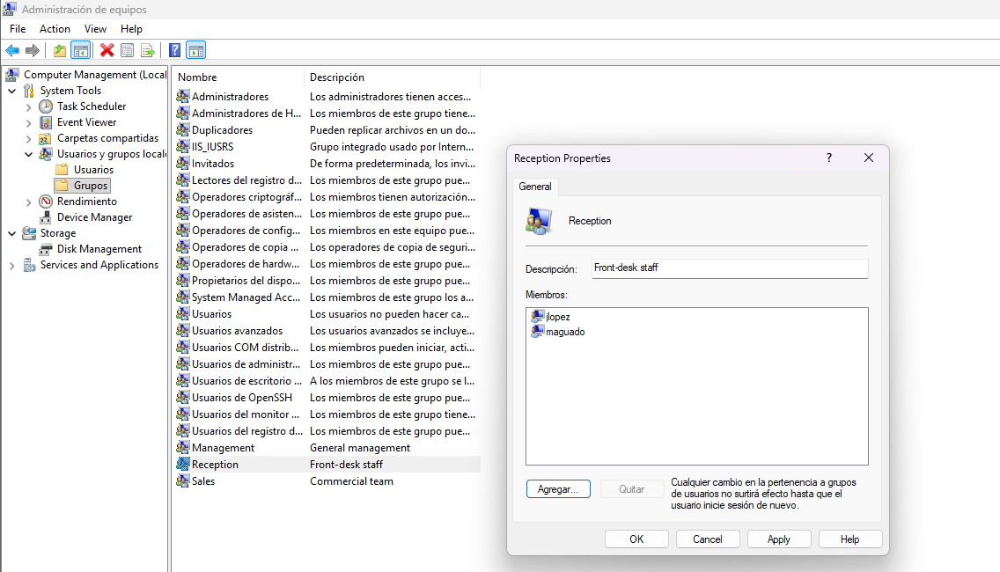 Administración de equipos
File Action View Help
Computer Management (Local
System Tools
Task Scheduler
Event Viewer
Carpetas compartidas
Usuarios y grupos locale
Usuarios
Grupos
Rendimiento
Device Manager
Storage
Disk Management
Services and Applications
Nombre Descripción
Administradores Los administradores tienen acces...
Administradores de H... Los miembros de este grupo tiene...
Duplicadores Pueden replicar archivos en un do...
IIS_IUSRS Grupo integrado usado por Intern...
Invitados De forma predeterminada, los invi...
Lectores del registro d... Los miembros de este grupo pue...
Operadores criptográf... Los miembros tienen autorización...
Operadores de asisten... Los miembros de este grupo pue...
Operadores de config... Los miembros en este equipo pue...
Operadores de copia ... Los operadores de copia de seguri...
Operadores de hardw... Los miembros de este grupo pue...
Propietarios del dispo... Los miembros de este grupo pue...
System Managed Acc... Los miembros de este grupo los a...
Usuarios Los usuarios no pueden hacer ca...
Usuarios avanzados Los usuarios avanzados se incluye...
Usuarios COM distrib... Los miembros pueden iniciar, acti...
Usuarios de administr... Los miembros de este grupo pue...
Usuarios de escritorio ... A los miembros de este grupo se l...
Usuarios de OpenSSH Los miembros de este grupo pue...
Usuarios del monitor ... Los miembros de este grupo tiene...
Usuarios del registro d... Los miembros de este grupo pue...
Management General management
Reception Front-desk staff
Sales Commercial team
Reception Properties ?
General
Reception
Descripción: Front-desk staff
Miembros:
jlopez
maguado
Agregar... Quitar
Cualquier cambio en la pertenencia a grupos
de usuarios no surtirá efecto hasta que el
usuario inicie sesión de nuevo.
OK Cancel Apply Help